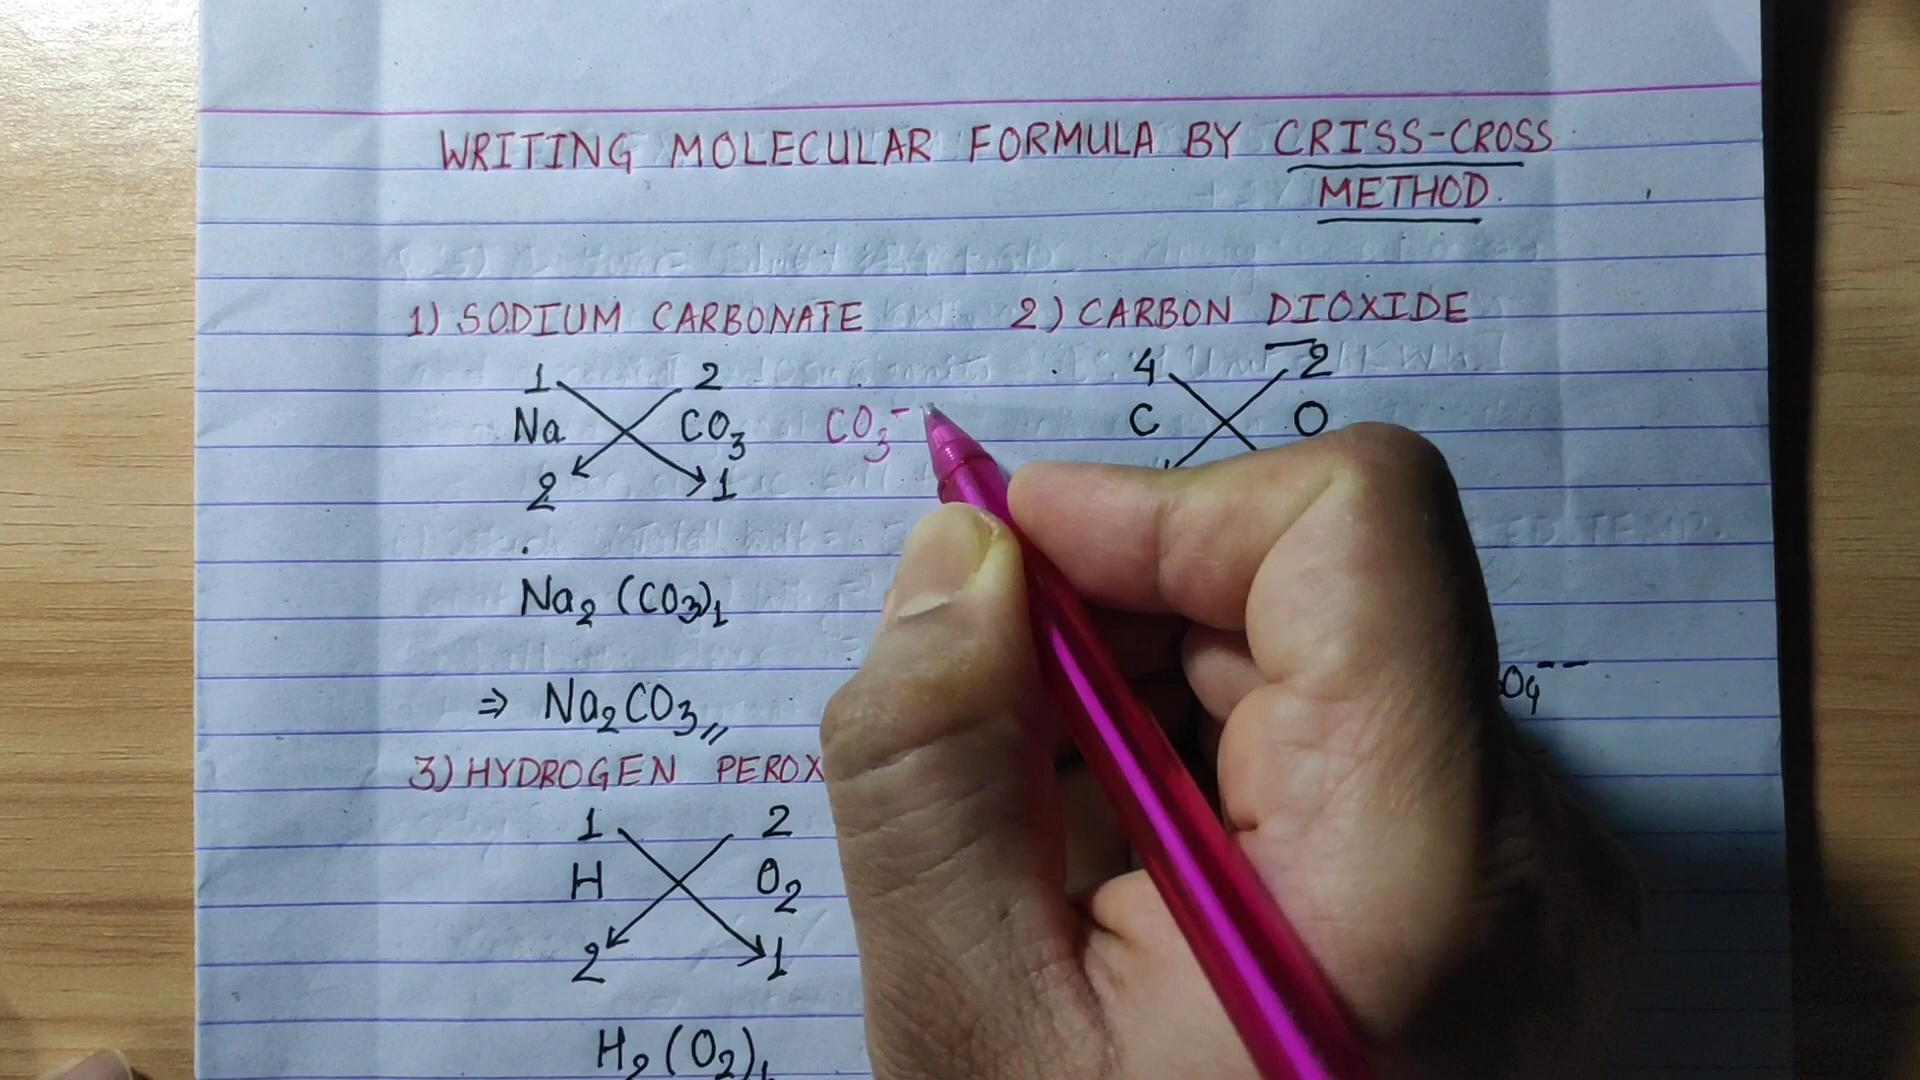 WRITING MOLECULAR FORMULA BY CRISS-CROSS
METHOD.
1) SODIUM CARBONATE
1 2
Na CO3 CO3-
2 1
Na2 (CO3)1
⇒ Na2CO3
2) CARBON DIOXIDE
4 2
C O
O4--
3) HYDROGEN PEROX
1 2
H O2
2 1
H2 (O2)1